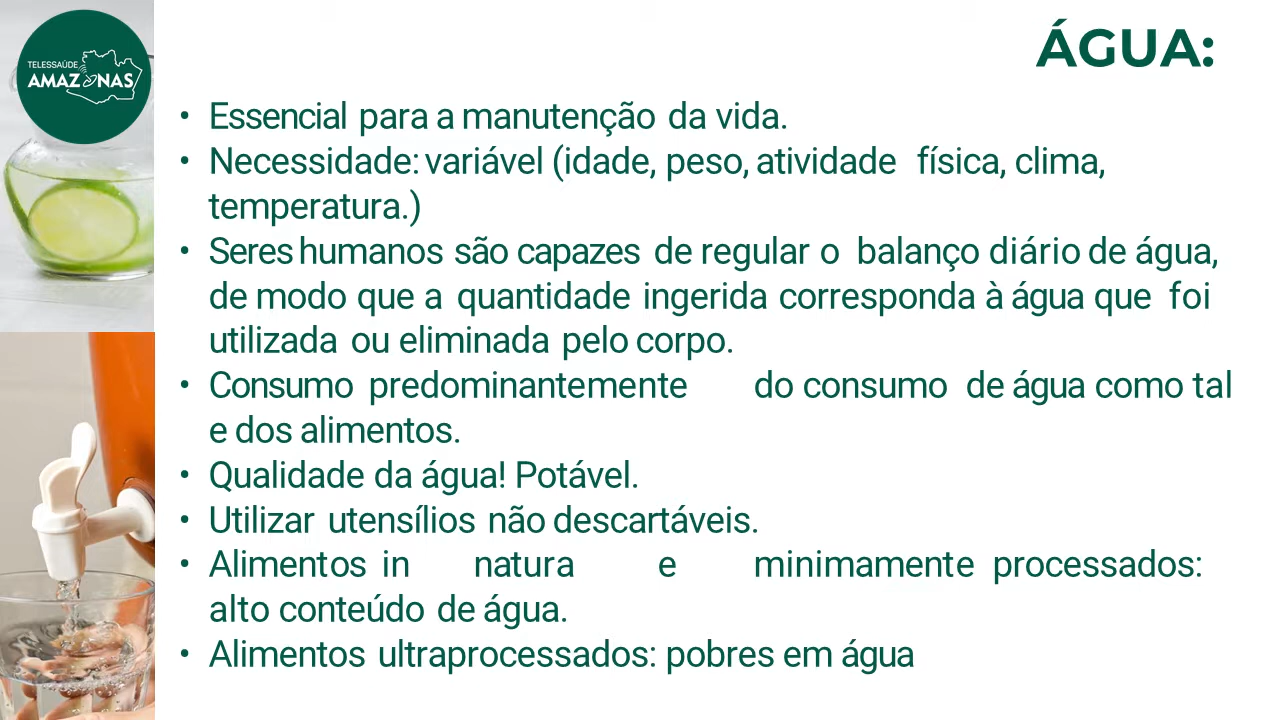 TELESSAÚDE
AMAZONAS
ÁGUA:
• Essencial para a manutenção da vida.
• Necessidade: variável (idade, peso, atividade física, clima,
temperatura.)
• Seres humanos são capazes de regular o balanço diário de água,
de modo que a quantidade ingerida corresponda à água que foi
utilizada ou eliminada pelo corpo.
• Consumo predominantemente do consumo de água como tal
e dos alimentos.
• Qualidade da água! Potável.
• Utilizar utensílios não descartáveis.
• Alimentos in natura e minimamente processados:
alto conteúdo de água.
• Alimentos ultraprocessados: pobres em água